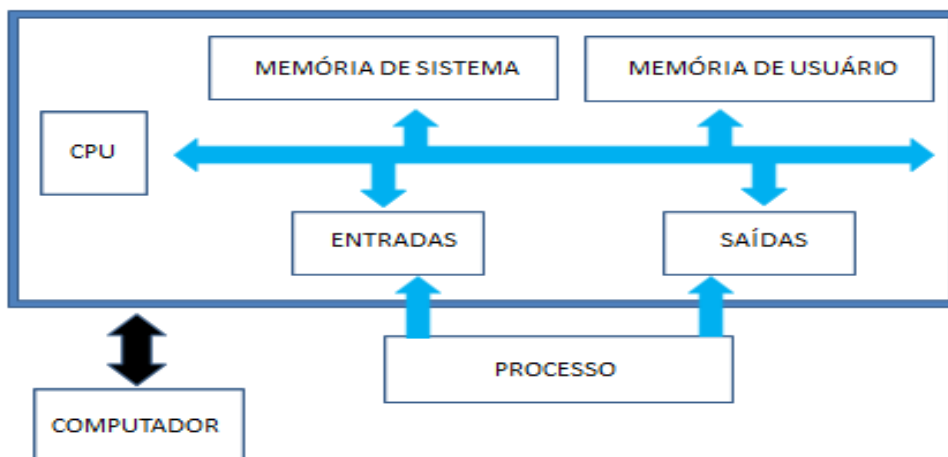 MEMÓRIA DE SISTEMA
MEMÓRIA DE USUÁRIO
CPU
ENTRADAS
SAÍDAS
PROCESSO
COMPUTADOR